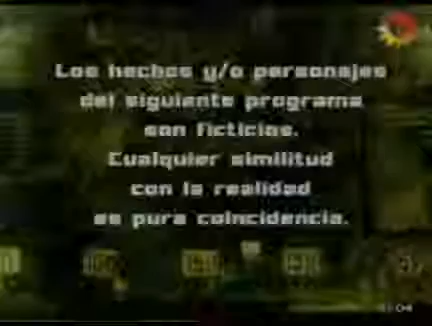 Los hechos y/o personajes
del siguiente programa
son ficticios.
Cualquier similitud
con la realidad
es pura coincidencia.